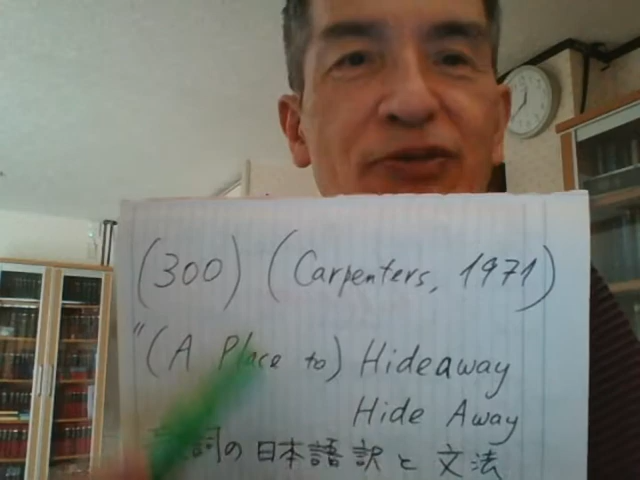 (300) (Carpenters, 1971)
"(A Place to) Hideaway
Hide Away
詞の日本語訳と文法